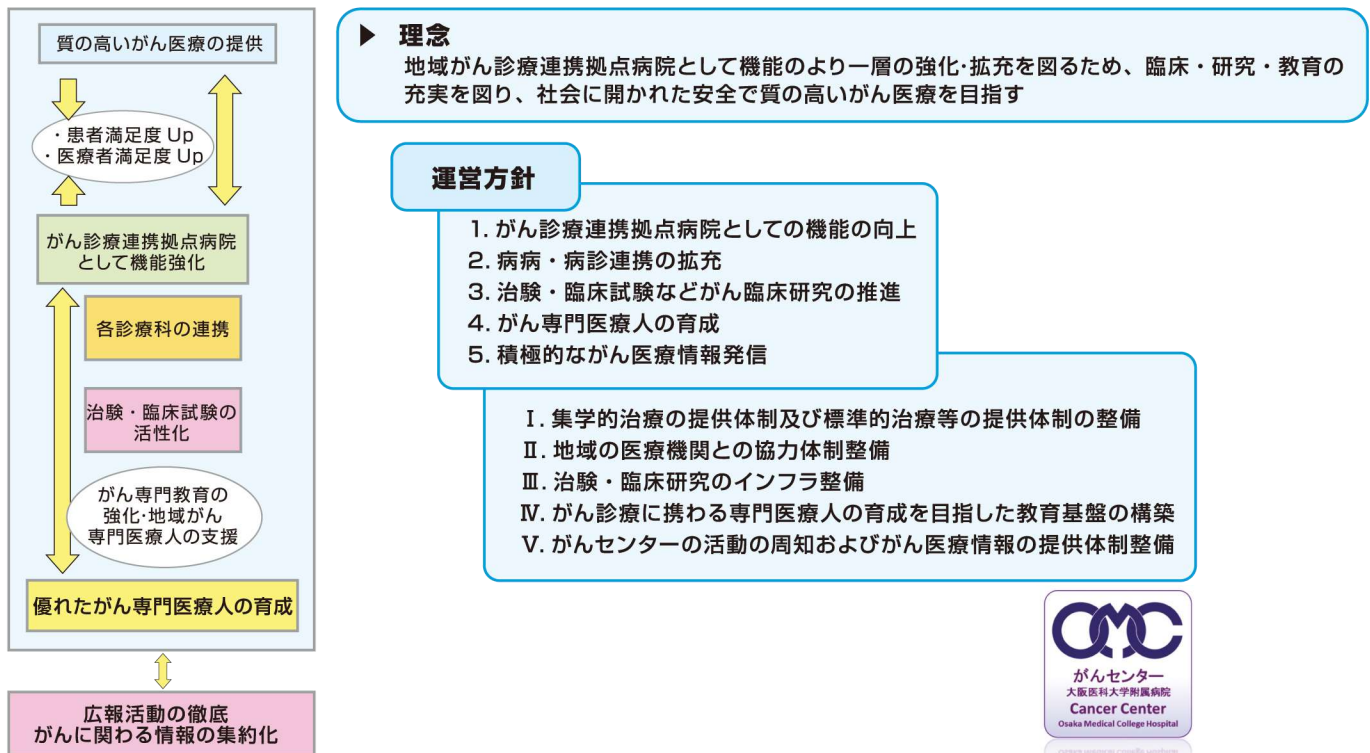 質の高いがん医療の提供
・患者満足度 Up
・医療者満足度 Up
がん診療連携拠点病院
として機能強化
各診療科の連携
治験・臨床試験の
活性化
がん専門教育の
強化・地域がん
専門医療人の支援
優れたがん専門医療人の育成
広報活動の徹底
がんに関わる情報の集約化
▶ 理念
地域がん診療連携拠点病院として機能のより一層の強化・拡充を図るため、臨床・研究・教育の
充実を図り、社会に開かれた安全で質の高いがん医療を目指す
運営方針
1. がん診療連携拠点病院としての機能の向上
2. 病病・病診連携の拡充
3. 治験・臨床試験などがん臨床研究の推進
4. がん専門医療人の育成
5. 積極的ながん医療情報発信
Ⅰ. 集学的治療の提供体制及び標準的治療等の提供体制の整備
Ⅱ. 地域の医療機関との協力体制整備
Ⅲ. 治験・臨床研究のインフラ整備
Ⅳ. がん診療に携わる専門医療人の育成を目指した教育基盤の構築
Ⅴ. がんセンターの活動の周知およびがん医療情報の提供体制整備
OMC
がんセンター
大阪医科大学附属病院
Cancer Center
Osaka Medical College Hospital